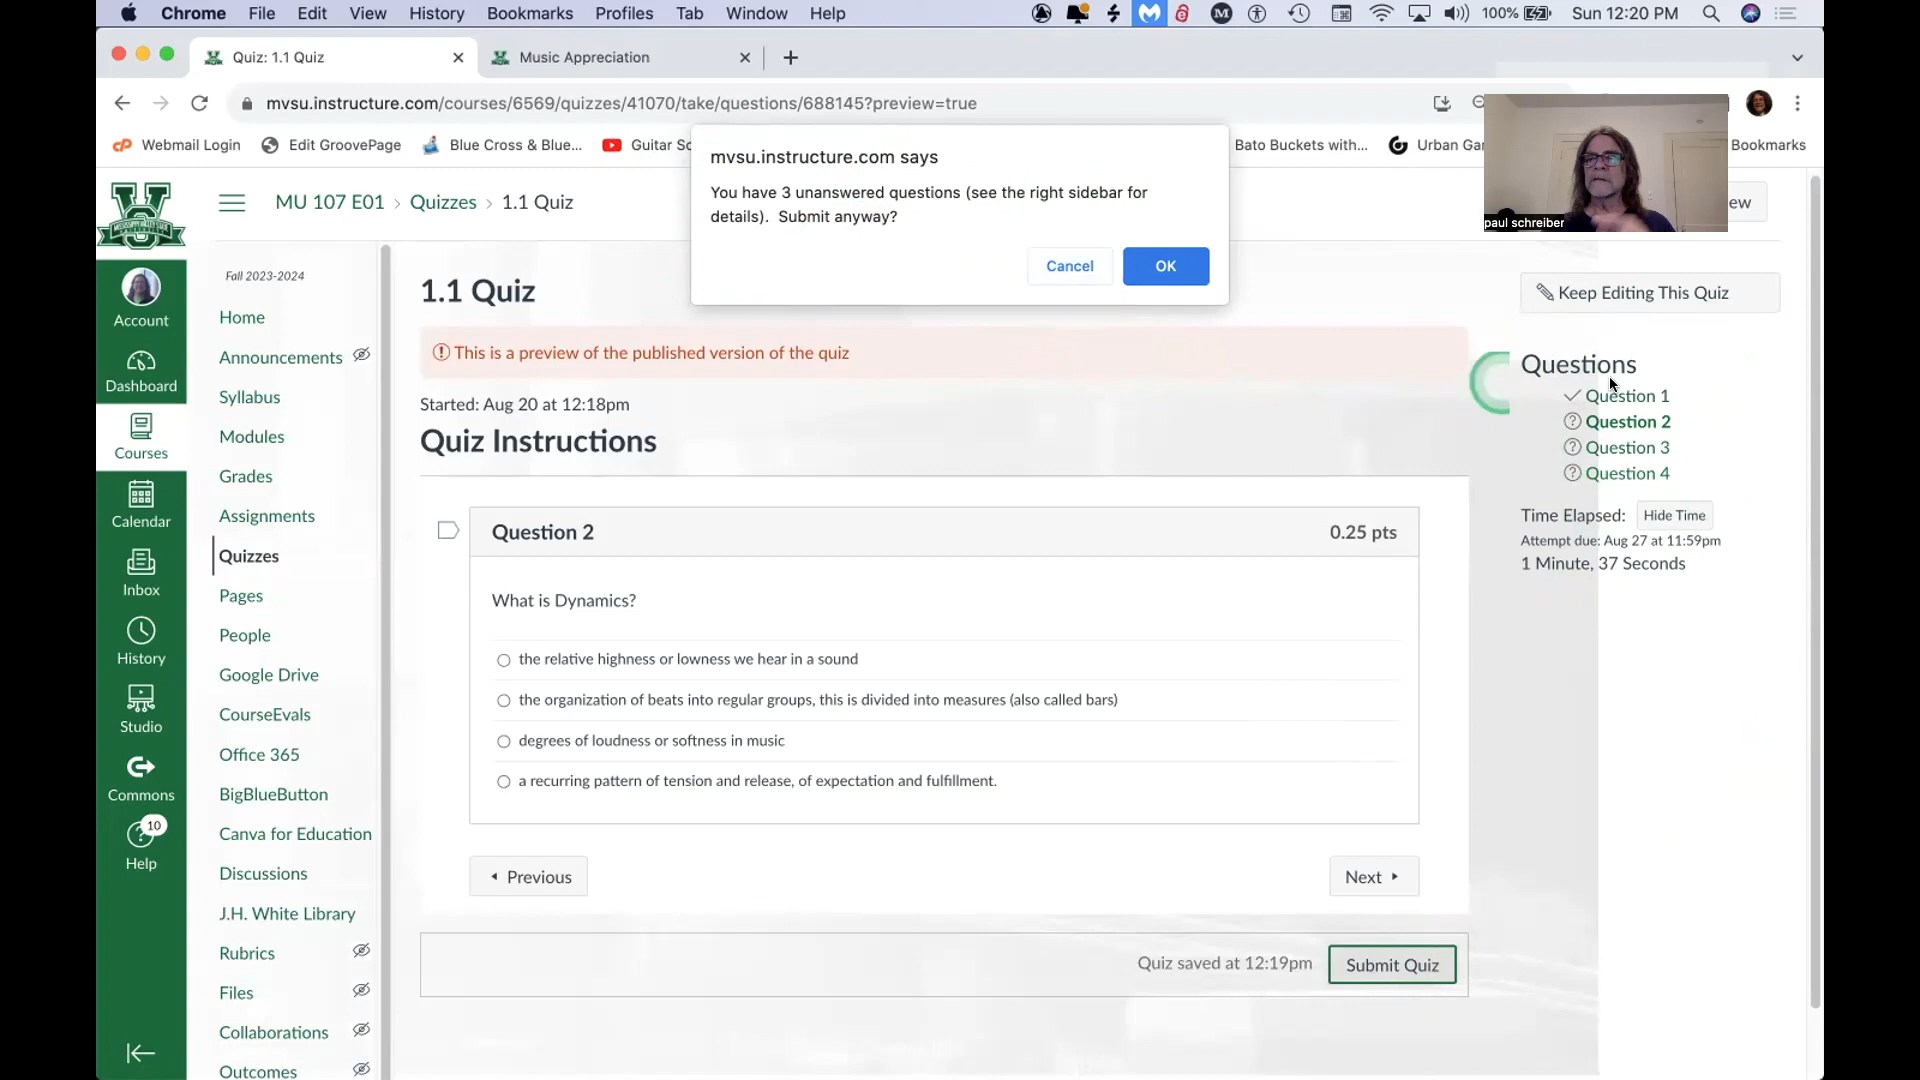 Chrome File Edit View History Bookmarks Profiles Tab Window Help 100% Sun 12:20 PM
Quiz: 1.1 Quiz Music Appreciation
mvsu.instructure.com/courses/6569/quizzes/41070/take/questions/688145?preview=true
Webmail Login Edit GroovePage Blue Cross & Blue... Guitar Sc Bato Buckets with... Urban Gar Bookmarks
mvsu.instructure.com says
You have 3 unanswered questions (see the right sidebar for
details). Submit anyway?
Cancel OK
paul schreiber
MU 107 E01 › Quizzes › 1.1 Quiz
ew
Account
Dashboard
Courses
Calendar
Inbox
History
Studio
Commons
10
Help
Fall 2023-2024
Home
Announcements
Syllabus
Modules
Grades
Assignments
Quizzes
Pages
People
Google Drive
CourseEvals
Office 365
BigBlueButton
Canva for Education
Discussions
J.H. White Library
Rubrics
Files
Collaborations
Outcomes
1.1 Quiz
This is a preview of the published version of the quiz
Started: Aug 20 at 12:18pm
Quiz Instructions
Question 2 0.25 pts
What is Dynamics?
the relative highness or lowness we hear in a sound
the organization of beats into regular groups, this is divided into measures (also called bars)
degrees of loudness or softness in music
a recurring pattern of tension and release, of expectation and fulfillment.
Previous Next
Quiz saved at 12:19pm Submit Quiz
Keep Editing This Quiz
Questions
Question 1
Question 2
Question 3
Question 4
Time Elapsed: Hide Time
Attempt due: Aug 27 at 11:59pm
1 Minute, 37 Seconds